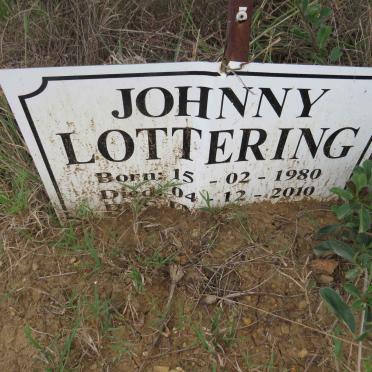 JOHNNY
LOTTERING
Born: 15 - 02 - 1980
Died: 04 - 12 - 2010